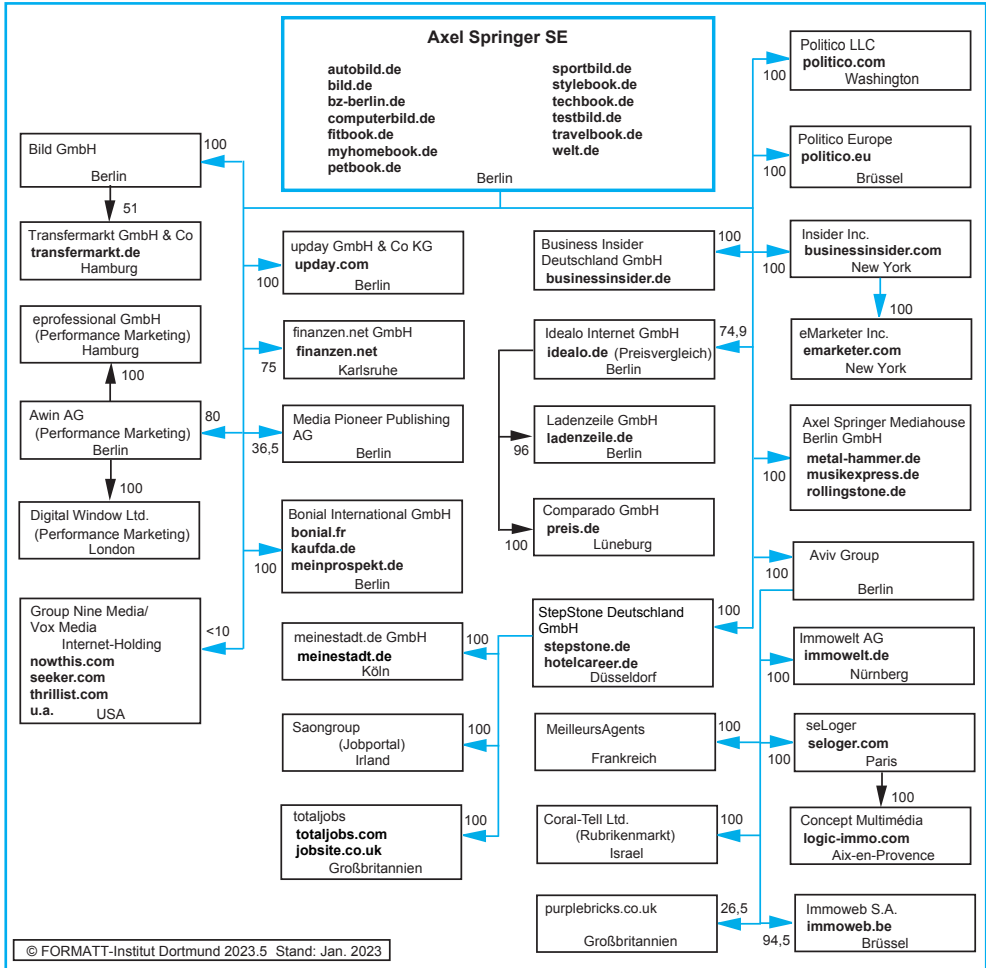 Axel Springer SE
autobild.de
bild.de
bz-berlin.de
computerbild.de
fitbook.de
myhomebook.de
petbook.de
sportbild.de
stylebook.de
techbook.de
testbild.de
travelbook.de
welt.de
Berlin
Bild GmbH
Berlin
100
51
Transfermarkt GmbH & Co
transfermarkt.de
Hamburg
eprofessional GmbH
(Performance Marketing)
Hamburg
100
Awin AG
(Performance Marketing)
Berlin
80
100
Digital Window Ltd.
(Performance Marketing)
London
Group Nine Media/
Vox Media
Internet-Holding
nowthis.com
seeker.com
thrillist.com
u.a.
USA
<10
upday GmbH & Co KG
upday.com
Berlin
100
finanzen.net GmbH
finanzen.net
Karlsruhe
75
Media Pioneer Publishing
AG
Berlin
36,5
Bonial International GmbH
bonial.fr
kaufda.de
meinprospekt.de
Berlin
100
meinestadt.de GmbH
meinestadt.de
Köln
100
Saongroup
(Jobportal)
Irland
100
totaljobs
totaljobs.com
jobsite.co.uk
Großbritannien
100
Business Insider
Deutschland GmbH
businessinsider.de
100
Idealo Internet GmbH
idealo.de (Preisvergleich)
Berlin
74,9
Ladenzeile GmbH
ladenzeile.de
Berlin
96
Comparado GmbH
preis.de
Lüneburg
100
StepStone Deutschland
GmbH
stepstone.de
hotelcareer.de
Düsseldorf
100
MeilleursAgents
Frankreich
100
Coral-Tell Ltd.
(Rubrikenmarkt)
Israel
100
purplebricks.co.uk
Großbritannien
26,5
Politico LLC
politico.com
Washington
100
Politico Europe
politico.eu
Brüssel
100
Insider Inc.
businessinsider.com
New York
100
100
eMarketer Inc.
emarketer.com
New York
Axel Springer Mediahouse
Berlin GmbH
metal-hammer.de
musikexpress.de
rollingstone.de
100
Aviv Group
Berlin
100
Immowelt AG
immowelt.de
Nürnberg
100
seLoger
seloger.com
Paris
100
100
Concept Multimédia
logic-immo.com
Aix-en-Provence
Immoweb S.A.
immoweb.be
Brüssel
94,5
© FORMATT-Institut Dortmund 2023.5 Stand: Jan. 2023